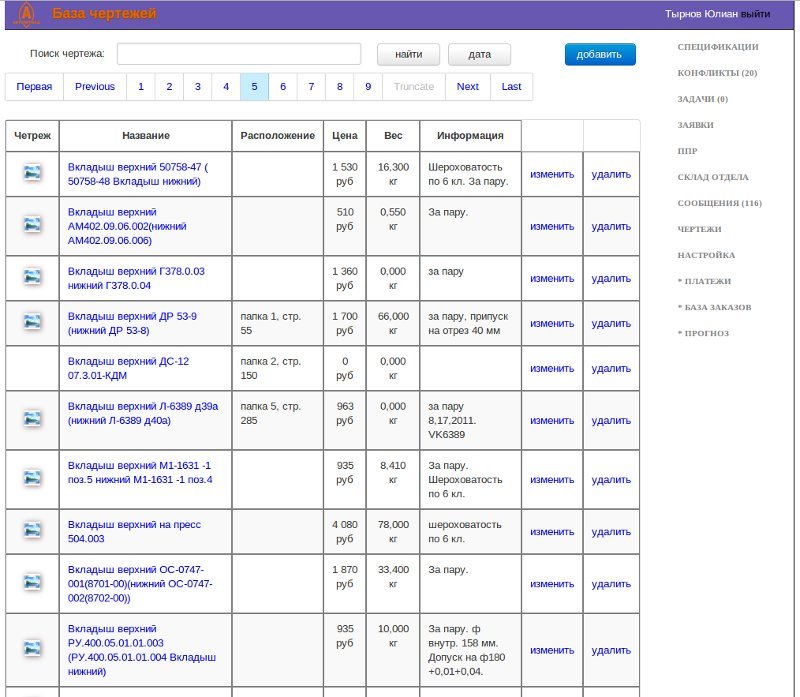 База чертежей
Тырнов Юлиан выйти
Поиск чертежа: найти дата добавить
Первая Previous 1 2 3 4 5 6 7 8 9 Truncate Next Last
Четреж Название Расположение Цена Вес Информация
Вкладыш верхний 50758-47 ( 1 530 16,300 Шероховатость
50758-48 Вкладыш нижний) руб кг по 6 кл. За пару. изменить удалить
Вкладыш верхний 510 0,550 За пару.
АМ402.09.06.002(нижний руб кг изменить удалить
АМ402.09.06.006)
Вкладыш верхний Г378.0.03 1 360 0,000 за пару
нижний Г378.0.04 руб кг изменить удалить
Вкладыш верхний ДР 53-9 папка 1, стр. 1 700 66,000 за пару, припуск
(нижний ДР 53-8) 55 руб кг на отрез 40 мм изменить удалить
Вкладыш верхний ДС-12 папка 2, стр. 0 0,000
07.3.01-КДМ 150 руб кг изменить удалить
Вкладыш верхний Л-6389 д39а папка 5, стр. 963 0,000 за пару
(нижний Л-6389 д40а) 285 руб кг 8,17,2011. изменить удалить
VK6389
Вкладыш верхний М1-1631 -1 935 8,410 За пару.
поз.5 нижний М1-1631 -1 поз.4 руб кг Шероховатость изменить удалить
по 6 кл.
Вкладыш верхний на пресс 4 080 78,000 шероховатость
504.003 руб кг по 6 кл. изменить удалить
Вкладыш верхний ОС-0747- 1 870 33,400 За пару.
001(8701-00)(нижний ОС-0747- руб кг изменить удалить
002(8702-00))
Вкладыш верхний 935 10,000 За пару. ф
РУ.400.05.01.01.003 руб кг внутр. 158 мм.
(РУ.400.05.01.01.004 Вкладыш Допуск на ф180 изменить удалить
нижний) +0,01+0,04.
СПЕЦИФИКАЦИИ
КОНФЛИКТЫ (20)
ЗАДАЧИ (0)
ЗАЯВКИ
ППР
СКЛАД ОТДЕЛА
СООБЩЕНИЯ (116)
ЧЕРТЕЖИ
НАСТРОЙКА
* ПЛАТЕЖИ
* БАЗА ЗАКАЗОВ
* ПРОГНОЗ